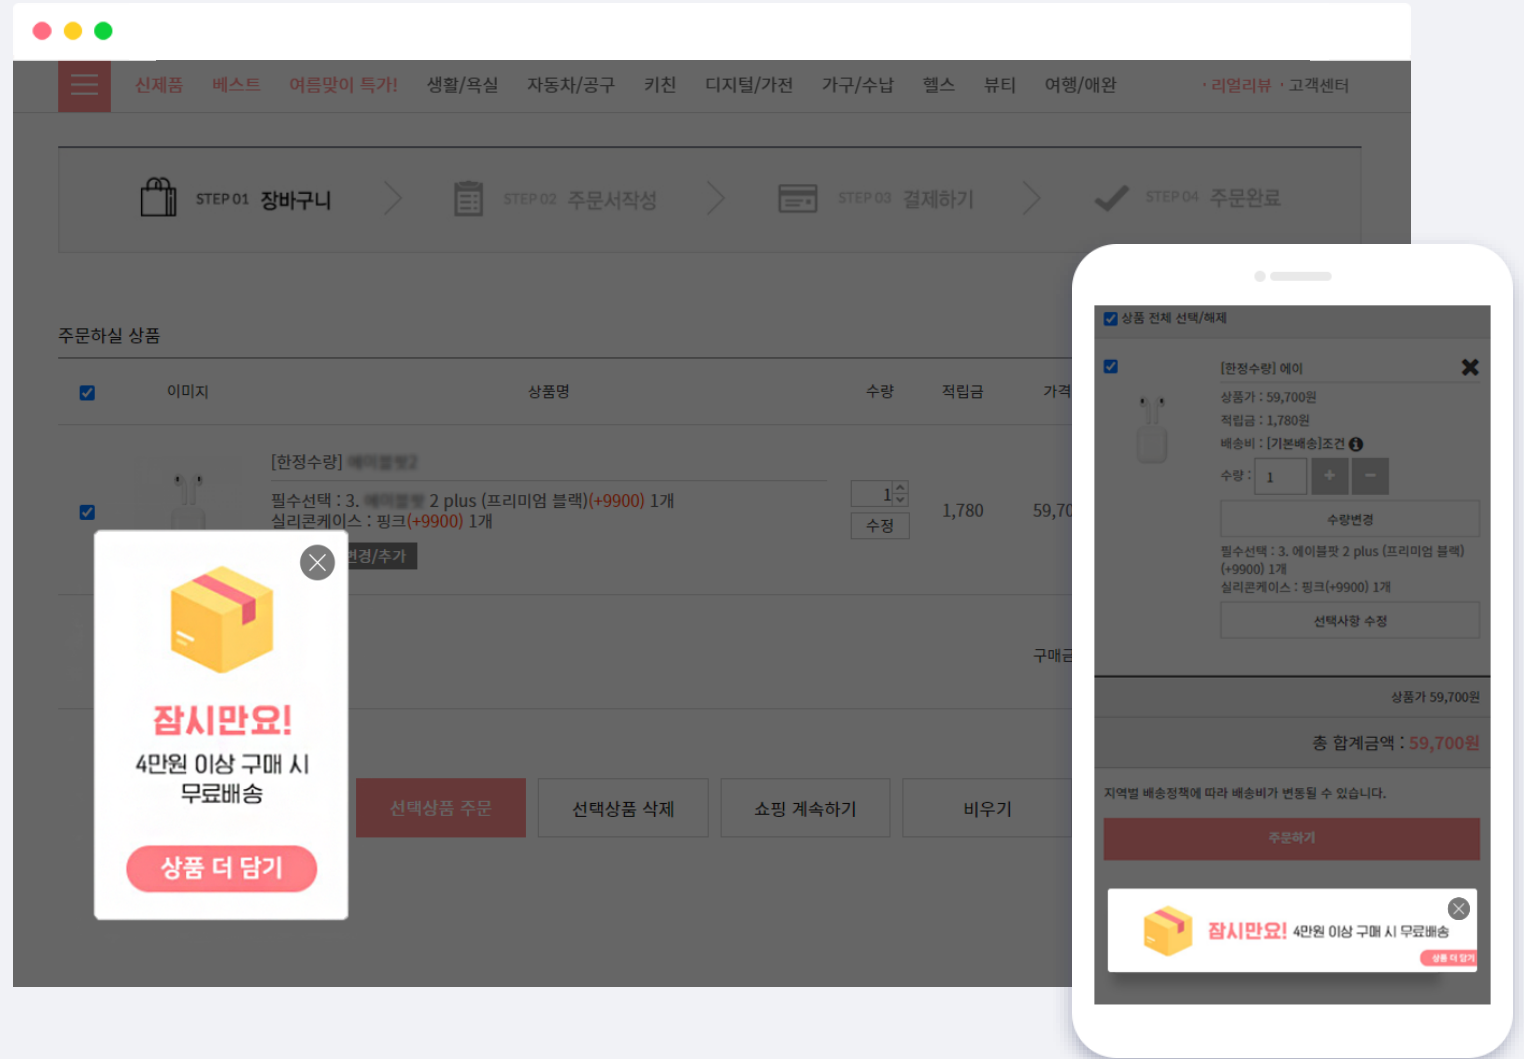 신제품 베스트 여름맞이 특가! 생활/욕실 자동차/공구 키친 디지털/가전 가구/수납 헬스 뷰티 여행/애완 · 리얼리뷰 · 고객센터
STEP 01 장바구니 STEP 02 주문서작성 STEP 03 결제하기 STEP 04 주문완료
주문하실 상품
이미지 상품명 수량 적립금 가격
[한정수량]
필수선택 : 3. 2 plus (프리미엄 블랙)(+9900) 1개
실리콘케이스 : 핑크(+9900) 1개
변경/추가
1
수정
1,780
59,70
구매금
잠시만요!
4만원 이상 구매 시
무료배송
상품 더 담기
선택상품 주문 선택상품 삭제 쇼핑 계속하기 비우기
상품 전체 선택/해제
[한정수량] 에이
상품가 : 59,700원
적립금 : 1,780원
배송비 : [기본배송]조건
수량 : 1 + −
수량변경
필수선택 : 3. 에이블팟 2 plus (프리미엄 블랙)
(+9900) 1개
실리콘케이스 : 핑크(+9900) 1개
선택사항 수정
상품가 59,700원
총 합계금액 : 59,700원
지역별 배송정책에 따라 배송비가 변동될 수 있습니다.
주문하기
잠시만요! 4만원 이상 구매 시 무료배송
상품 더 담기